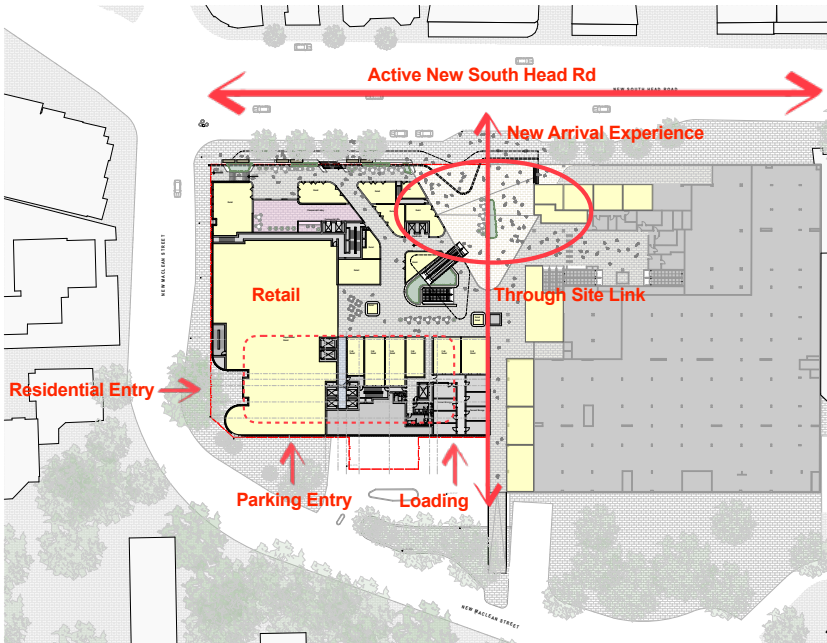 Active New South Head Rd
NEW SOUTH HEAD ROAD
New Arrival Experience
NEW MACLEAN STREET
Retail
Through Site Link
Residential Entry
Parking Entry
Loading
NEW MACLEAN STREET